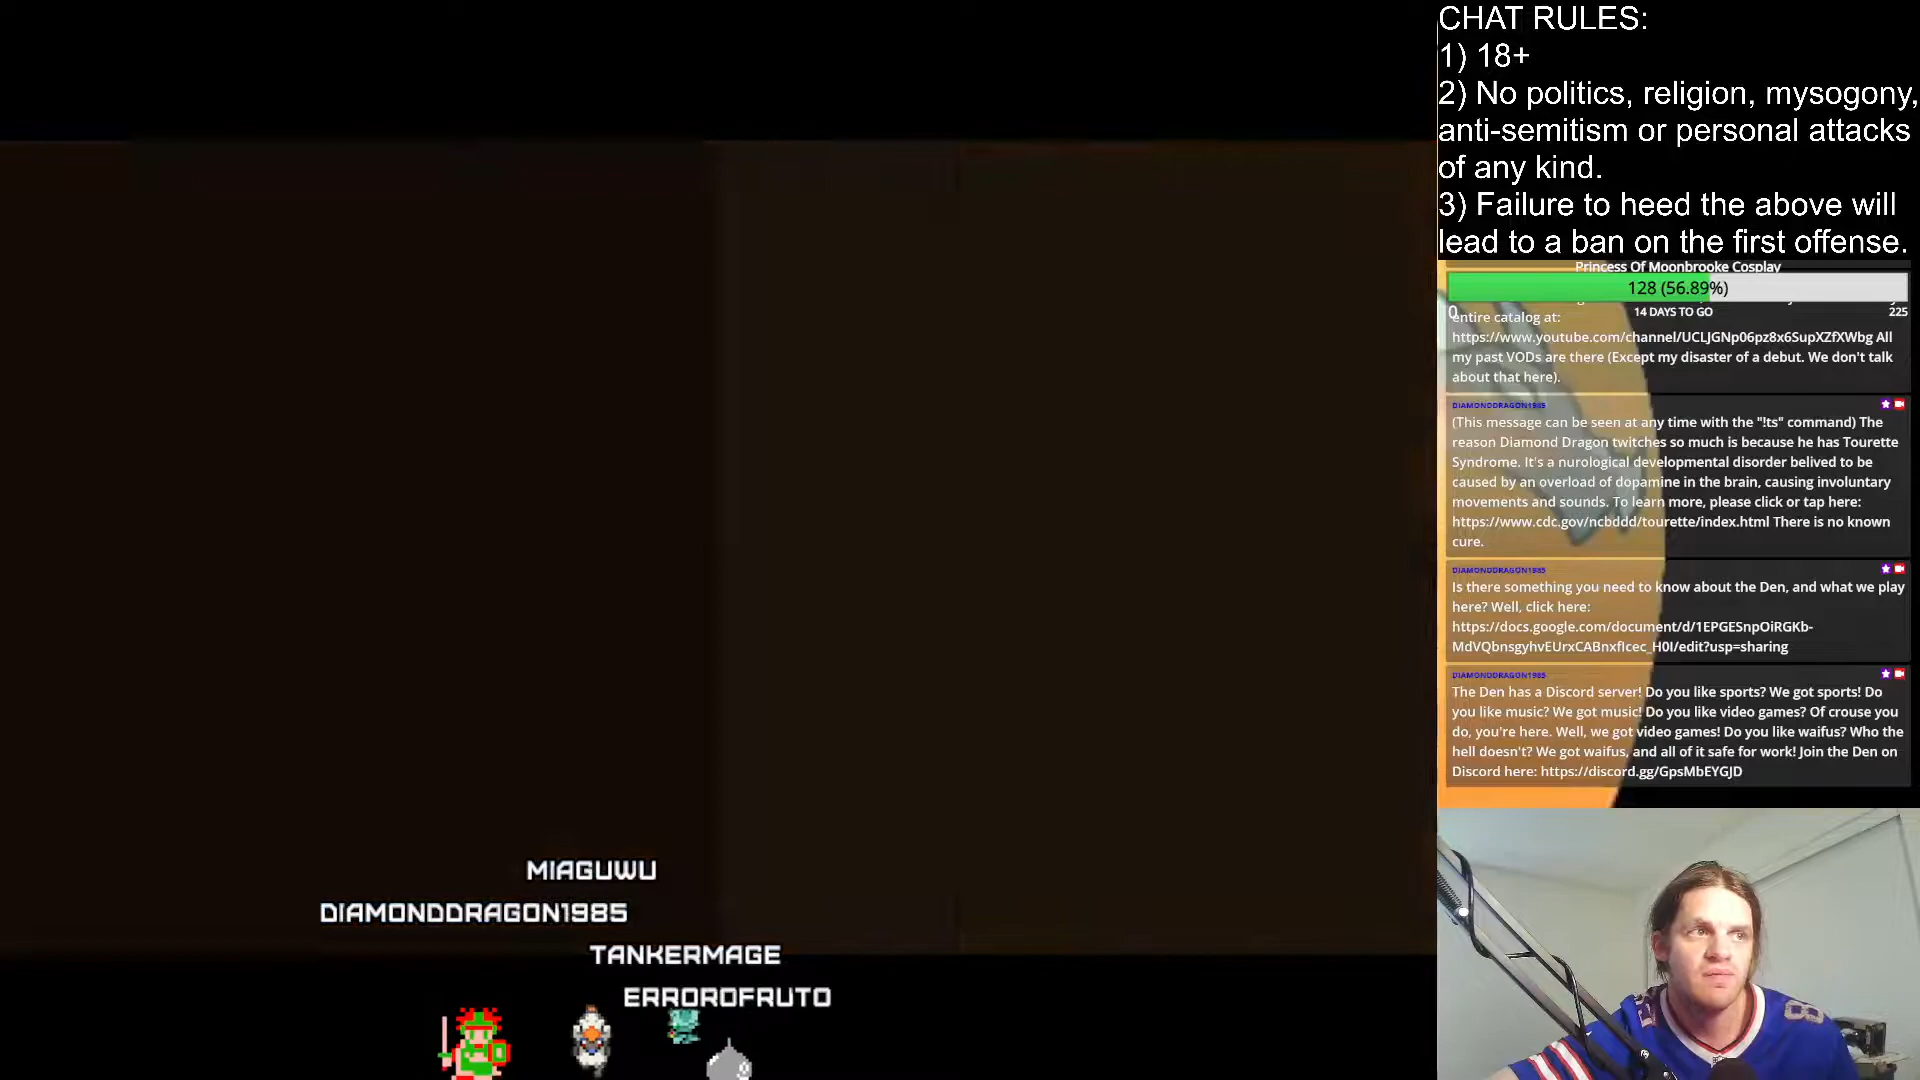 CHAT RULES:
1) 18+
2) No politics, religion, mysogony,
anti-semitism or personal attacks
of any kind.
3) Failure to heed the above will
lead to a ban on the first offense.
Princess Of Moonbrooke Cosplay
128 (56.89%)
0
14 DAYS TO GO
225
entire catalog at:
https://www.youtube.com/channel/UCLJGNp06pz8x6SupXZfXWbg All
my past VODs are there (Except my disaster of a debut. We don't talk
about that here).
DIAMONDDRAGON1985
(This message can be seen at any time with the "!ts" command) The
reason Diamond Dragon twitches so much is because he has Tourette
Syndrome. It's a nurological developmental disorder belived to be
caused by an overload of dopamine in the brain, causing involuntary
movements and sounds. To learn more, please click or tap here:
https://www.cdc.gov/ncbddd/tourette/index.html There is no known
cure.
DIAMONDDRAGON1985
Is there something you need to know about the Den, and what we play
here? Well, click here:
https://docs.google.com/document/d/1EPGESnpOiRGKb-
MdVQbnsgyhvEUrxCABnxflcec_H0I/edit?usp=sharing
DIAMONDDRAGON1985
The Den has a Discord server! Do you like sports? We got sports! Do
you like music? We got music! Do you like video games? Of crouse you
do, you're here. Well, we got video games! Do you like waifus? Who the
hell doesn't? We got waifus, and all of it safe for work! Join the Den on
Discord here: https://discord.gg/GpsMbEYGJD
MIAGUWU
DIAMONDDRAGON1985
TANKERMAGE
ERROROFRUTO